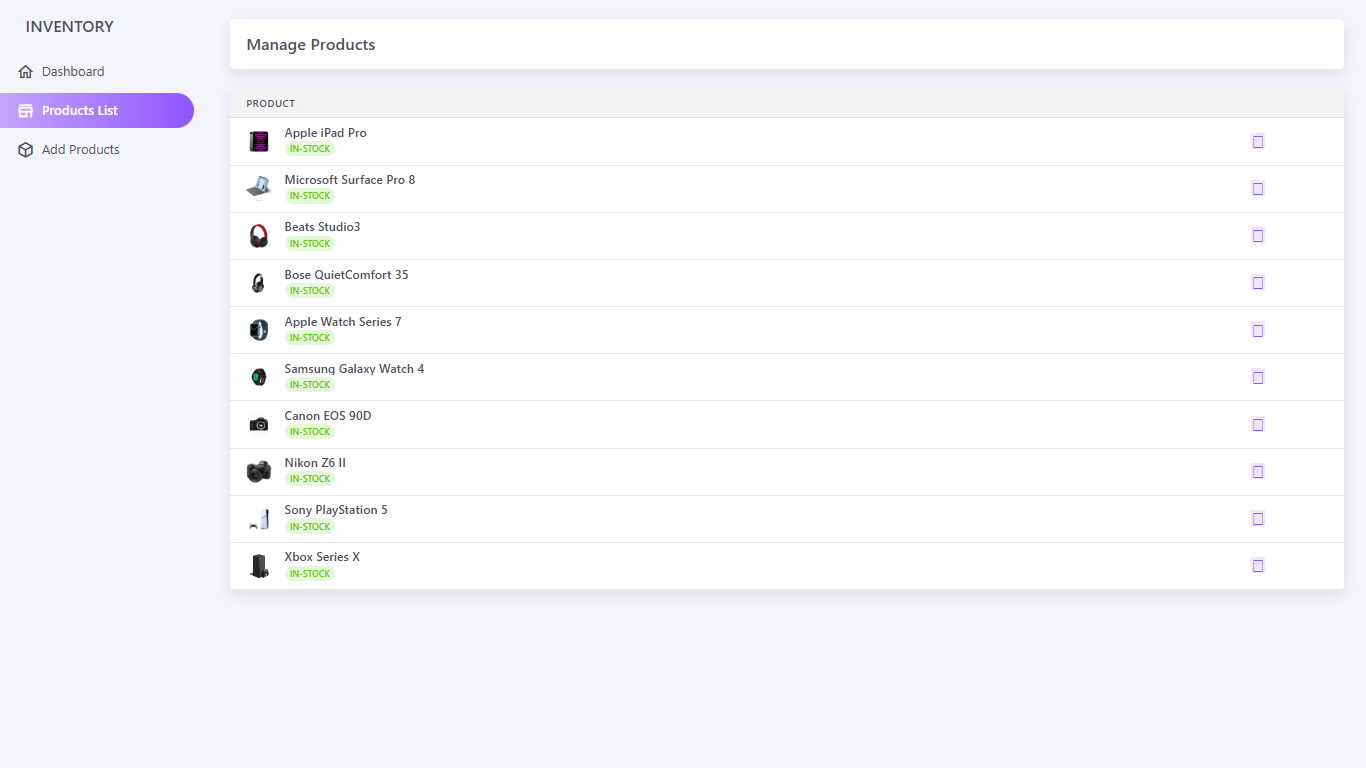 INVENTORY
Dashboard
Products List
Add Products
Manage Products
PRODUCT
Apple iPad Pro
IN-STOCK
Microsoft Surface Pro 8
IN-STOCK
Beats Studio3
IN-STOCK
Bose QuietComfort 35
IN-STOCK
Apple Watch Series 7
IN-STOCK
Samsung Galaxy Watch 4
IN-STOCK
Canon EOS 90D
IN-STOCK
Nikon Z6 II
IN-STOCK
Sony PlayStation 5
IN-STOCK
Xbox Series X
IN-STOCK